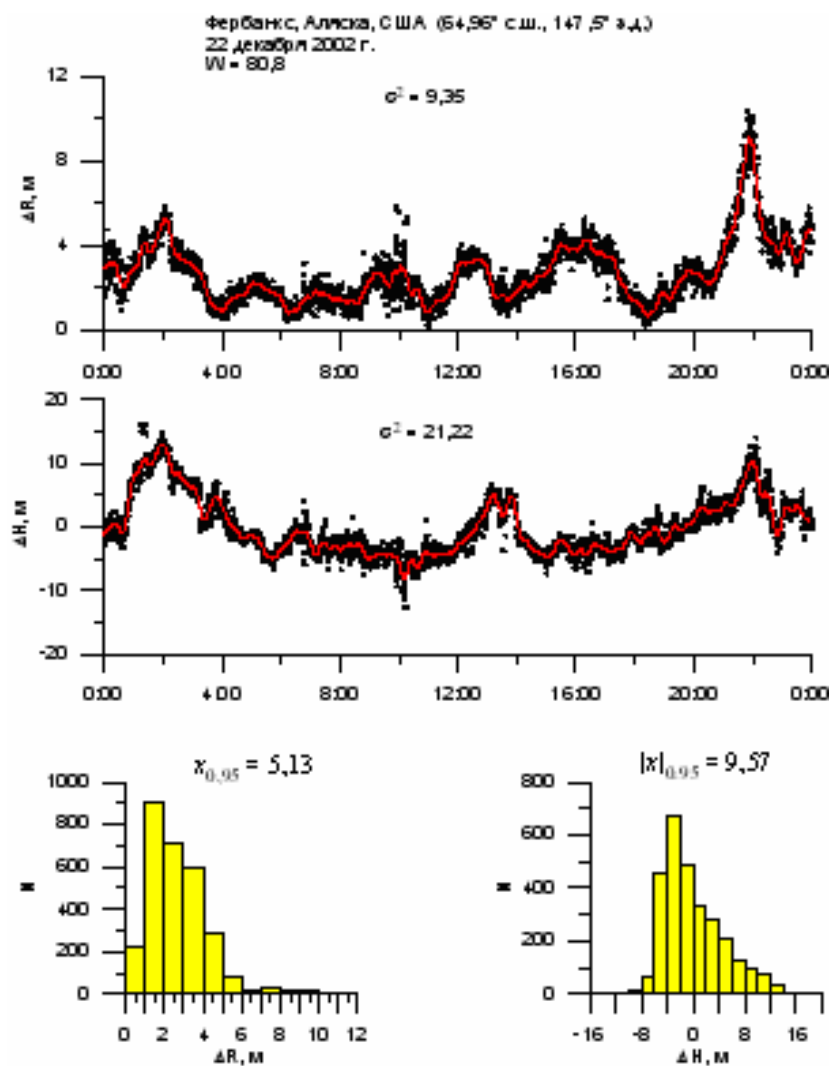 Фербанкс, Аляска, США (64,96° с.ш., 147,5° з.д.)
22 декабря 2002 г.
W = 80,8
σ² = 9,35
12
8
4
0
ΔR, м
0:00 4:00 8:00 12:00 16:00 20:00 0:00
σ² = 21,22
20
10
0
-10
-20
ΔH, м
0:00 4:00 8:00 12:00 16:00 20:00 0:00
x0,95 = 5,13
1000
800
600
400
200
0
N
0 2 4 6 8 10 12
ΔR, м
|x|0,95 = 9,57
800
600
400
200
0
N
-16 -8 0 8 16
ΔH, м